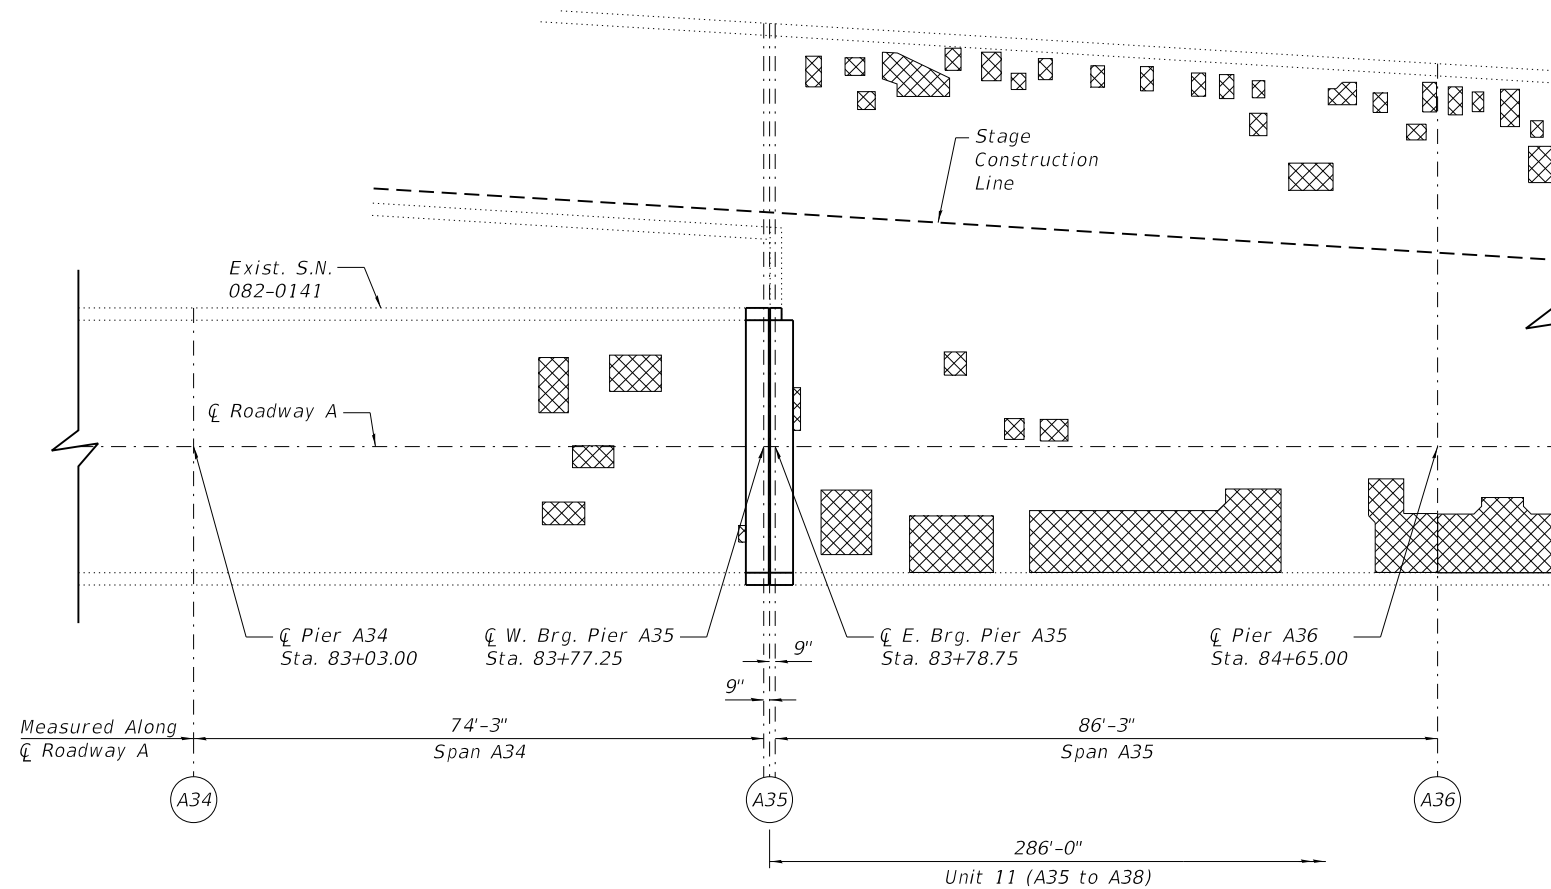 Stage
Construction
Line
Exist. S.N.
082-0141
℄ Roadway A
℄ Pier A34
Sta. 83+03.00
℄ W. Brg. Pier A35
Sta. 83+77.25
℄ E. Brg. Pier A35
Sta. 83+78.75
℄ Pier A36
Sta. 84+65.00
9"
9"
Measured Along
℄ Roadway A
74'-3"
Span A34
86'-3"
Span A35
A34
A35
A36
286'-0"
Unit 11 (A35 to A38)